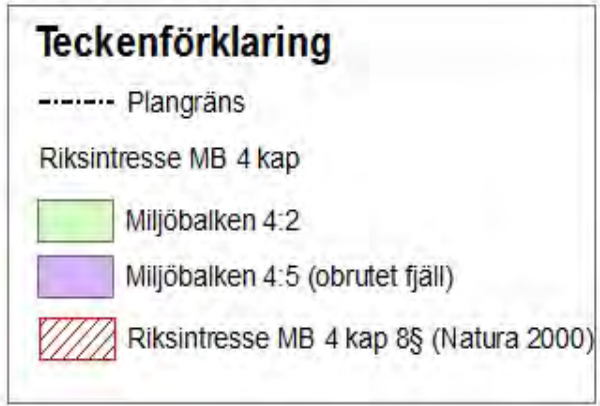 Teckenförklaring
Plangräns
Riksintresse MB 4 kap
Miljöbalken 4:2
Miljöbalken 4:5 (obrutet fjäll)
Riksintresse MB 4 kap 8§ (Natura 2000)